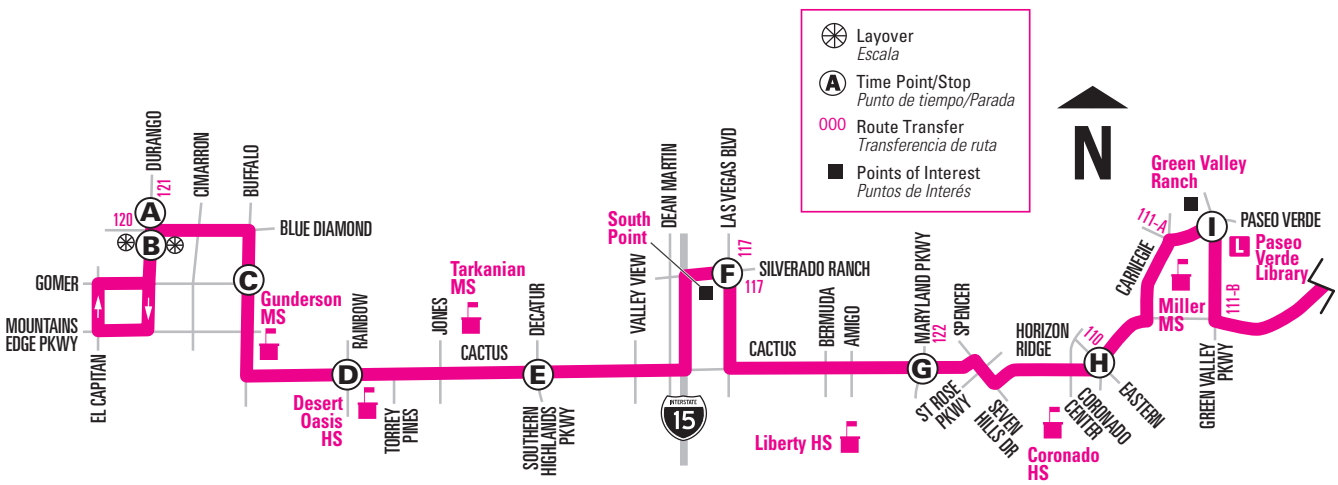 Layover
Escala
A
Time Point/Stop
Punto de tiempo/Parada
000
Route Transfer
Transferencia de ruta
Points of Interest
Puntos de Interés
N
DURANGO
121
CIMARRON
BUFFALO
120
A
B
BLUE DIAMOND
GOMER
MOUNTAINS
EDGE PKWY
EL CAPITAN
C
Gunderson
MS
D
RAINBOW
Desert
Oasis
HS
TORREY
PINES
JONES
Tarkanian
MS
CACTUS
DECATUR
E
SOUTHERN
HIGHLANDS
PKWY
VALLEY VIEW
South
Point
DEAN MARTIN
LAS VEGAS BLVD
117
F
117
SILVERADO RANCH
INTERSTATE
15
CACTUS
BERMUDA
AMIGO
Liberty HS
MARYLAND PKWY
122
G
SPENCER
ST ROSE
PKWY
SEVEN
HILLS DR
HORIZON
RIDGE
110
H
Coronado
HS
CORONADO
CENTER
EASTERN
CARNEGIE
111-A
Miller
MS
Green Valley
Ranch
I
PASEO VERDE
L
Paseo
Verde
Library
111-B
GREEN VALLEY
PKWY